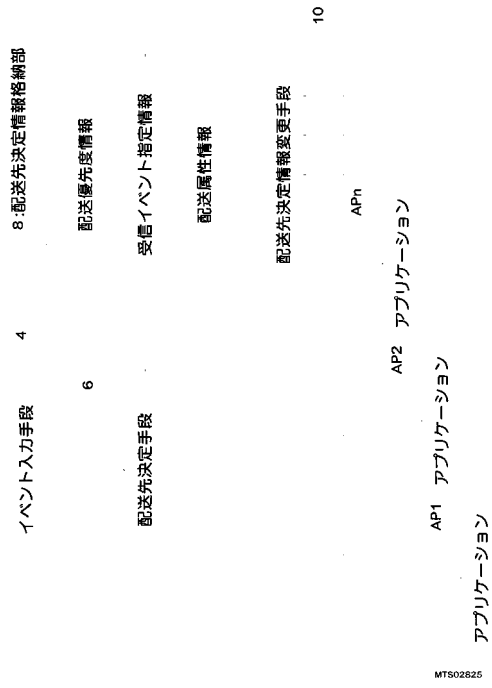 イベント入力手段
4
8:配送先決定情報格納部
6
配送優先度情報
配送先決定手段
受信イベント指定情報
配送属性情報
配送先決定情報変更手段
10
APn
アプリケーション
AP2
アプリケーション
AP1
アプリケーション
MTS02825